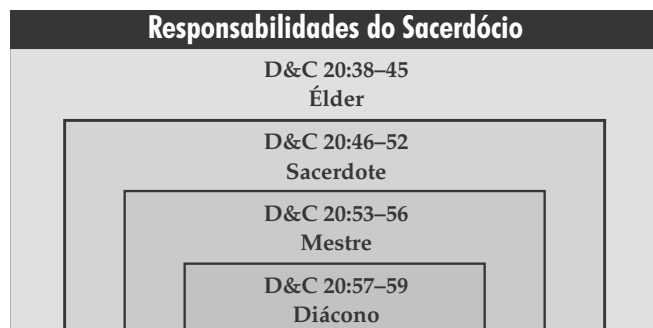 Responsabilidades do Sacerdócio
D&C 20:38–45
Élder
D&C 20:46–52
Sacerdote
D&C 20:53–56
Mestre
D&C 20:57–59
Diácono